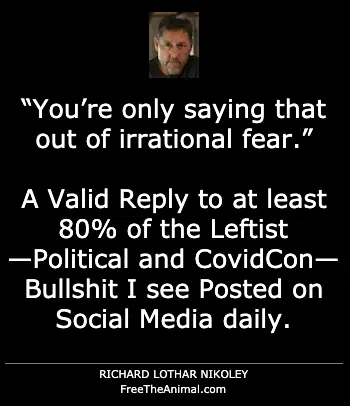 “You’re only saying that
out of irrational fear.”
A Valid Reply to at least
80% of the Leftist
—Political and CovidCon—
Bullshit I see Posted on
Social Media daily.
RICHARD LOTHAR NIKOLEY
FreeTheAnimal.com